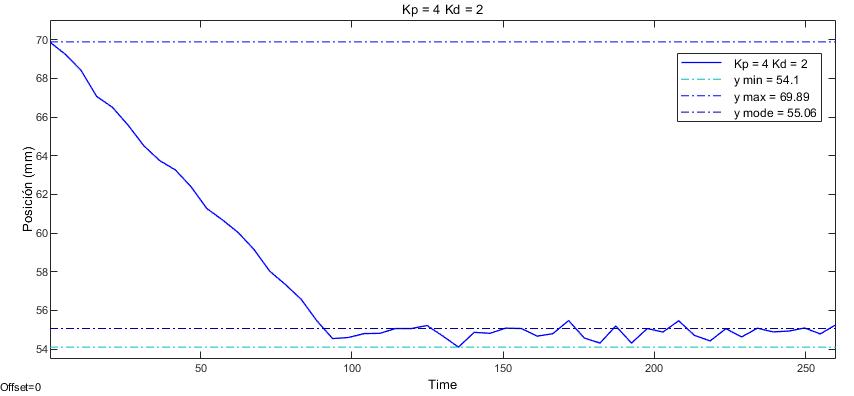 Kp = 4 Kd = 2
70
68
66
64
62
60
58
56
54
Posición (mm)
Kp = 4 Kd = 2
y min = 54.1
y max = 69.89
y mode = 55.06
50
100
150
200
250
Time
Offset=0